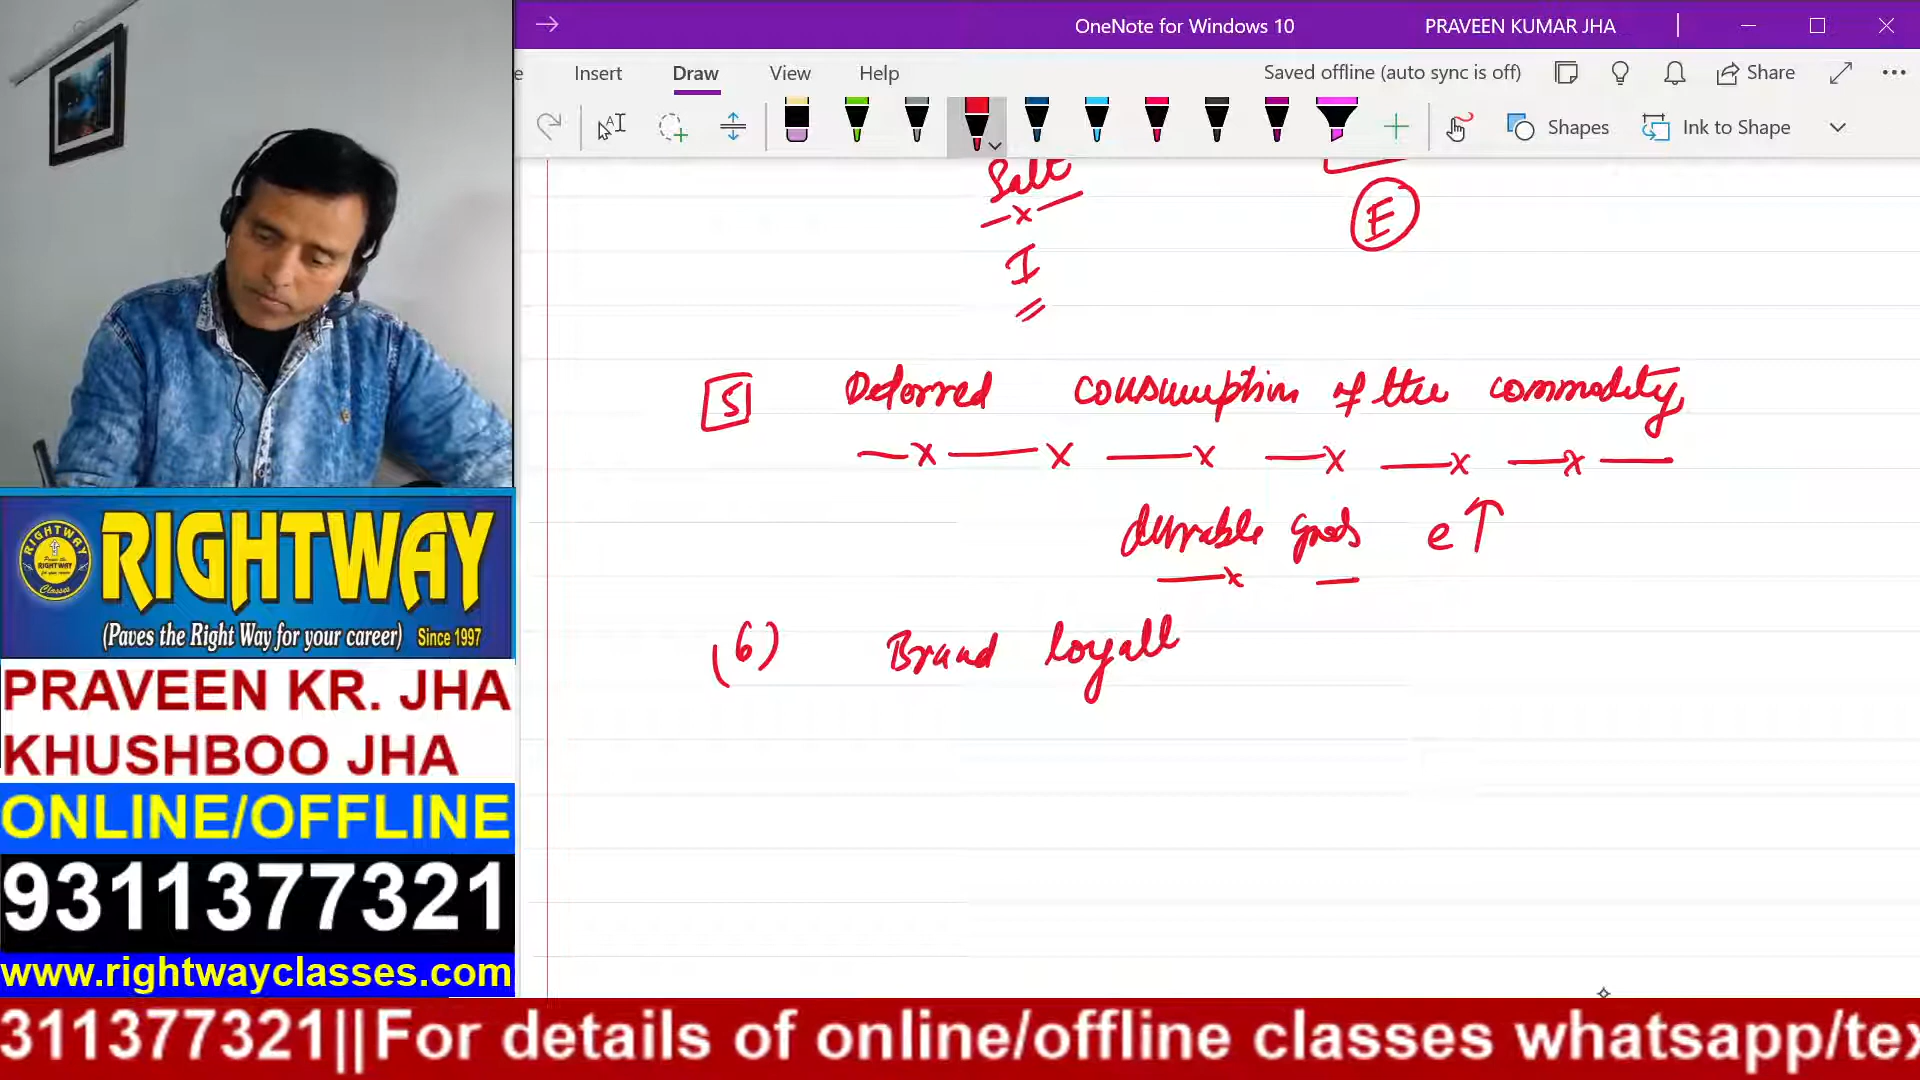 OneNote for Windows 10 PRAVEEN KUMAR JHA
Insert Draw View Help Saved offline (auto sync is off) Share
Shapes Ink to Shape
Salt
I
E
5 Deferred consumption of the commodity
durable goods e↑
(6) Brand loyalt
RIGHTWAY
Classes
RIGHTWAY
(Paves the Right Way for your career) Since 1997
PRAVEEN KR. JHA
KHUSHBOO JHA
ONLINE/OFFLINE
9311377321
www.rightwayclasses.com
311377321||For details of online/offline classes whatsapp/tex